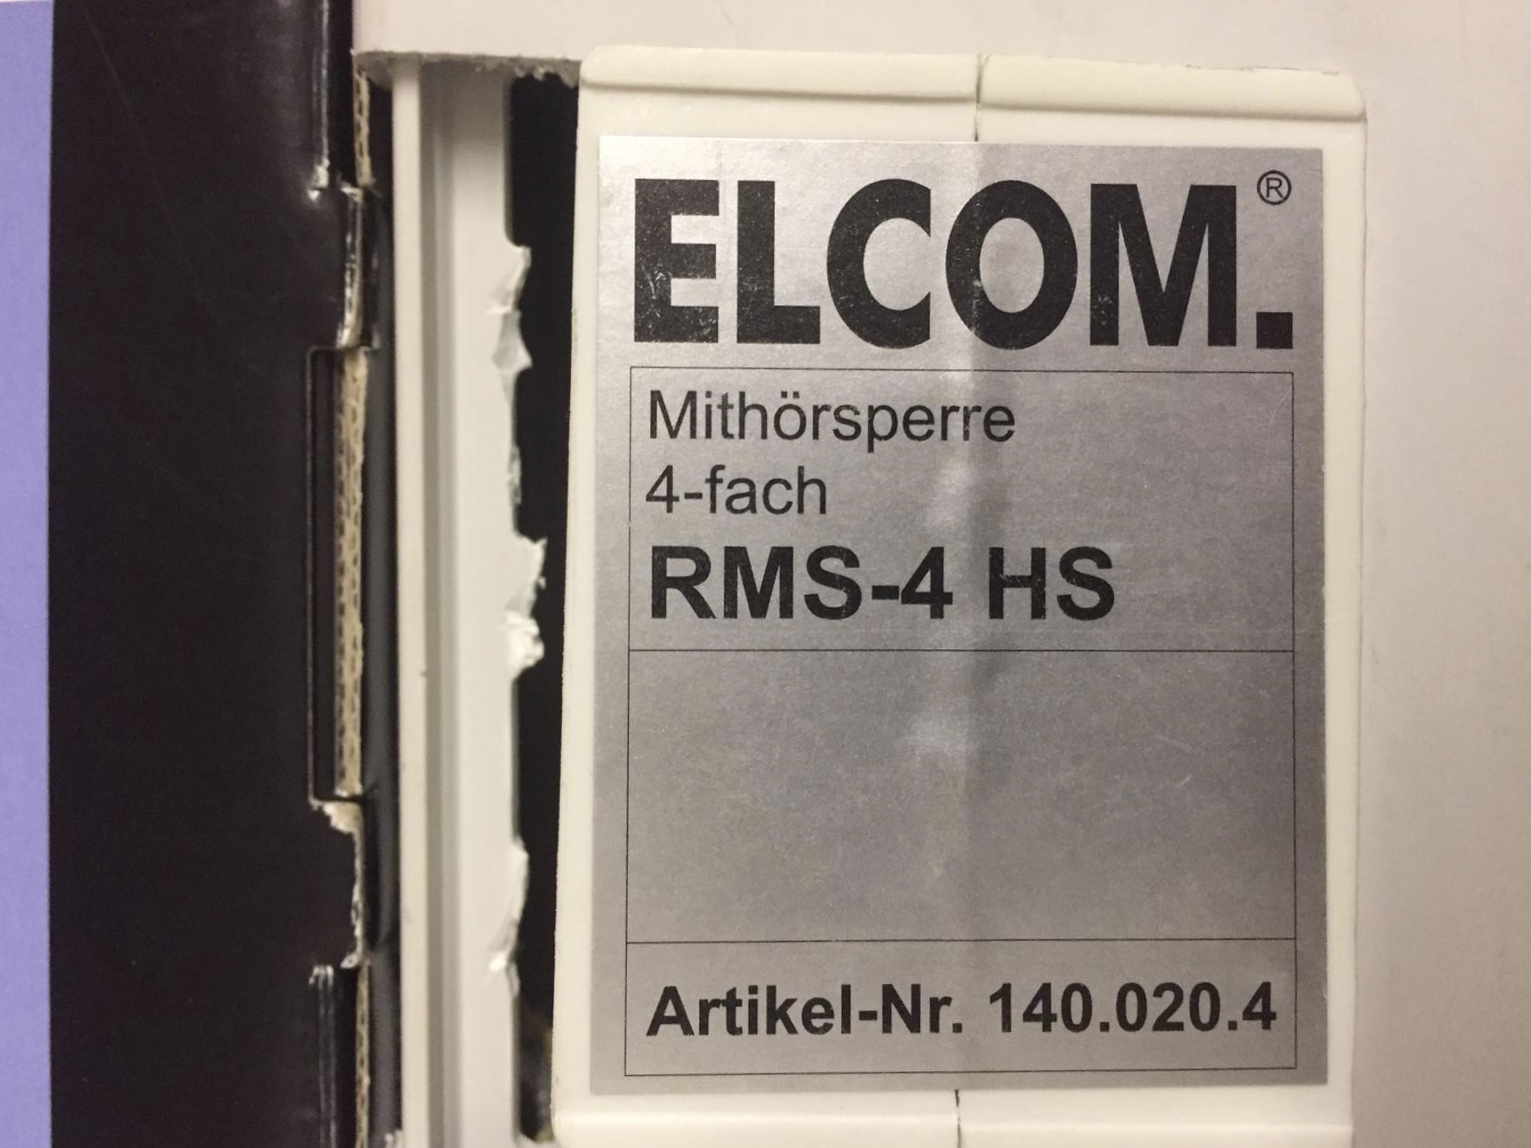 ELCOM.®
Mithörsperre
4-fach
RMS-4 HS
Artikel-Nr. 140.020.4